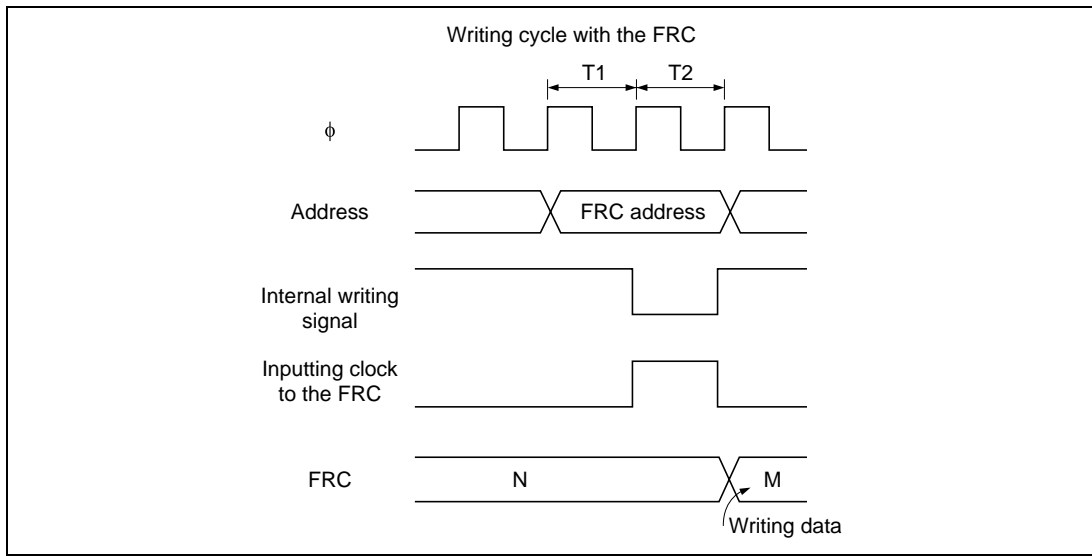 Writing cycle with the FRC
T1
T2
ϕ
Address
FRC address
Internal writing
signal
Inputting clock
to the FRC
FRC
N
M
Writing data